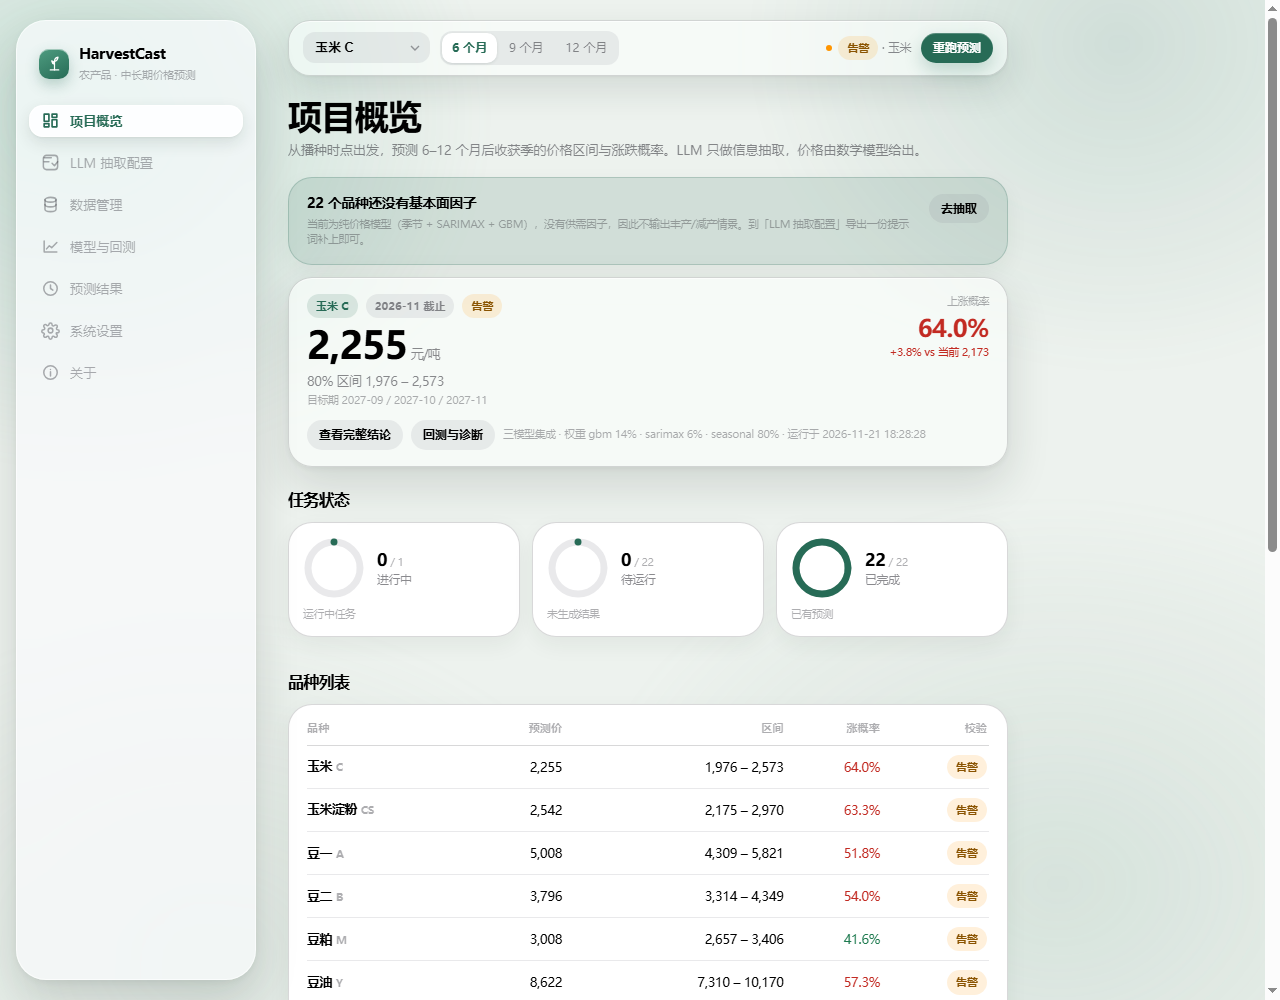 HarvestCast
农产品 · 中长期价格预测
项目概览
LLM 抽取配置
数据管理
模型与回测
预测结果
系统设置
关于
玉米 C
6 个月
9 个月
12 个月
告警 · 玉米
重跑预测
项目概览
从播种时点出发，预测 6–12 个月后收获季的价格区间与涨跌概率。LLM 只做信息抽取，价格由数学模型给出。
22 个品种还没有基本面因子
当前为纯价格模型（季节 + SARIMAX + GBM），没有供需因子，因此不输出丰产/减产情景。到「LLM 抽取配置」导出一份提示
词补上即可。
去抽取
玉米 C
2026-11 截止
告警
2,255 元/吨
80% 区间 1,976 – 2,573
目标期 2027-09 / 2027-10 / 2027-11
上涨概率
64.0%
+3.8% vs 当前 2,173
查看完整结论
回测与诊断
三模型集成 · 权重 gbm 14% · sarimax 6% · seasonal 80% · 运行于 2026-11-21 18:28:28
任务状态
0 / 1
进行中
运行中任务
0 / 22
待运行
未生成结果
22 / 22
已完成
已有预测
品种列表
品种 预测价 区间 涨概率 校验
玉米 C 2,255 1,976 – 2,573 64.0% 告警
玉米淀粉 CS 2,542 2,175 – 2,970 63.3% 告警
豆一 A 5,008 4,309 – 5,821 51.8% 告警
豆二 B 3,796 3,314 – 4,349 54.0% 告警
豆粕 M 3,008 2,657 – 3,406 41.6% 告警
豆油 Y 8,622 7,310 – 10,170 57.3% 告警